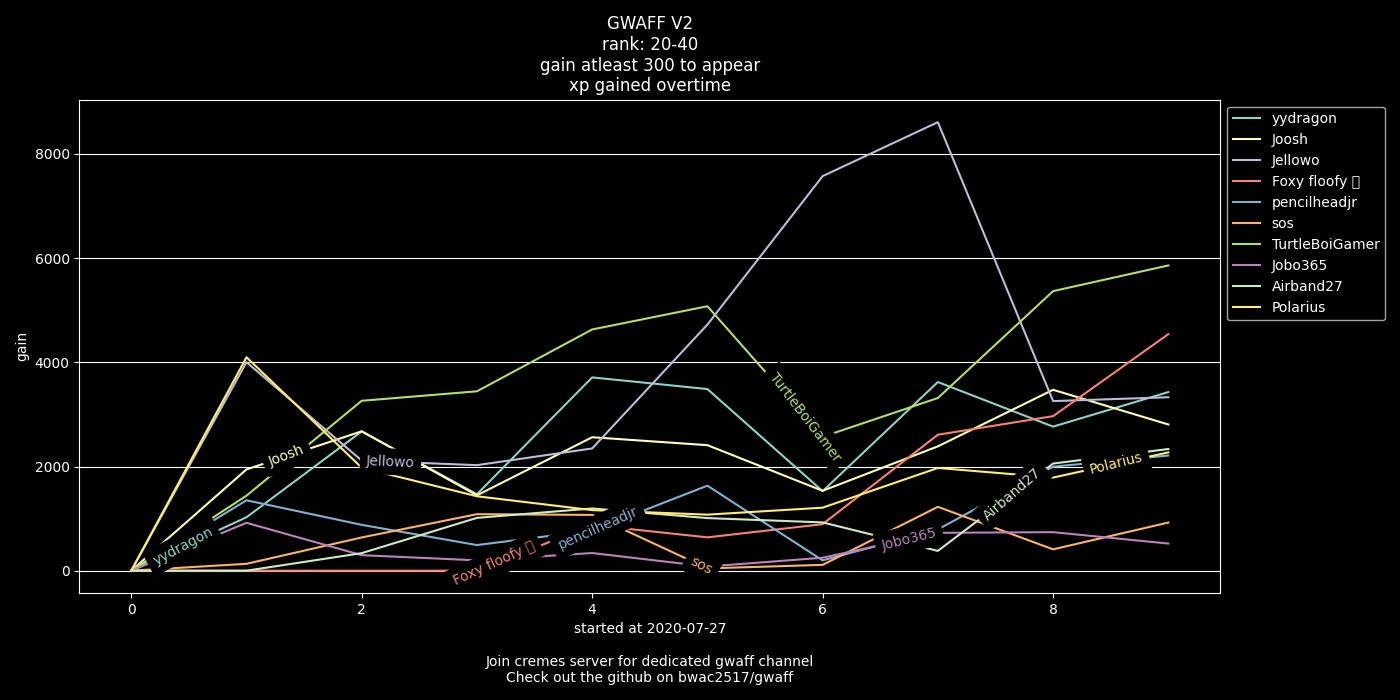 GWAFF V2
rank: 20-40
gain atleast 300 to appear
xp gained overtime
gain
8000
6000
4000
2000
0
0
2
4
6
8
yydragon
Joosh
Jellowo
Foxy floofy
pencilheadjr
sos
TurtleBoiGamer
Jobo365
Airband27
Polarius
yydragon
Joosh
Jellowo
Foxy floofy
pencilheadjr
sos
TurtleBoiGamer
Jobo365
Airband27
Polarius
started at 2020-07-27
Join cremes server for dedicated gwaff channel
Check out the github on bwac2517/gwaff